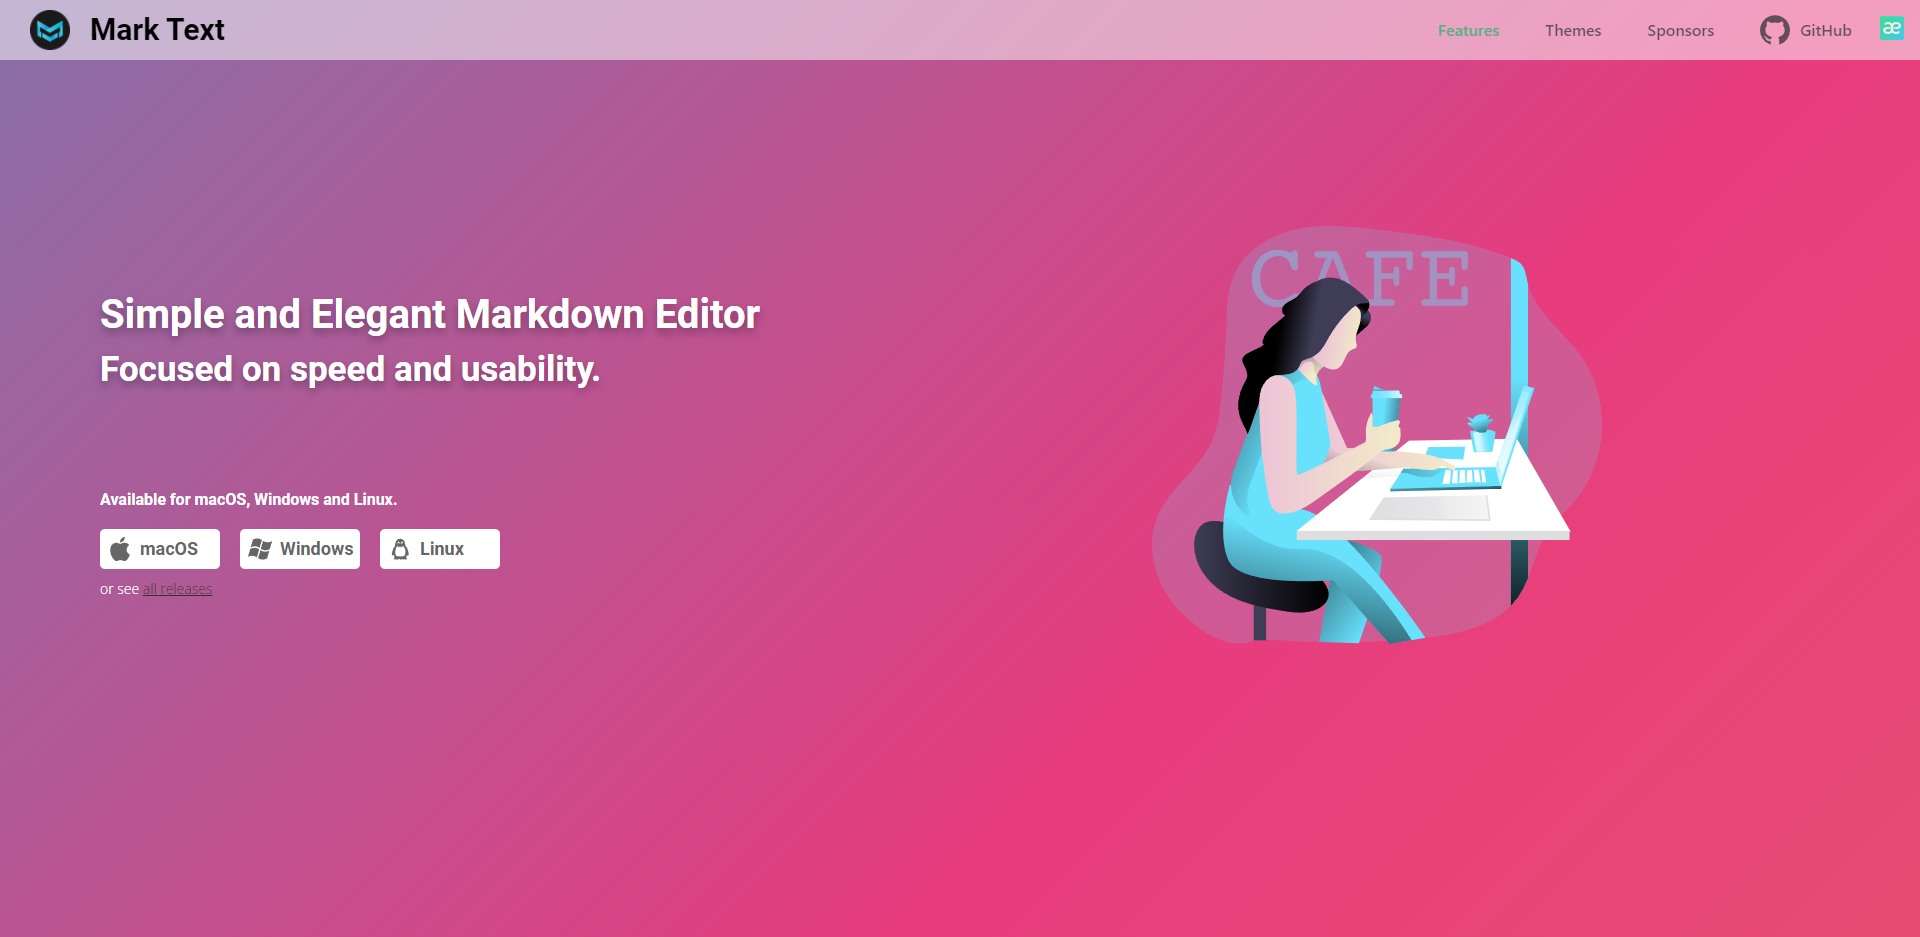 Mark Text
Features
Themes
Sponsors
GitHub
æ
CAFE
Simple and Elegant Markdown Editor
Focused on speed and usability.
Available for macOS, Windows and Linux.
macOS
Windows
Linux
or see all releases